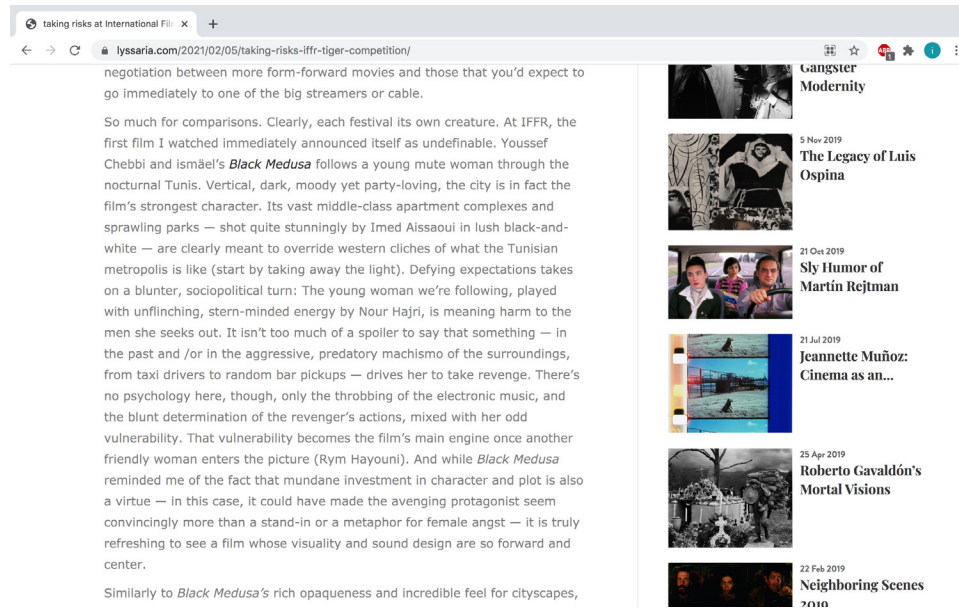 taking risks at International Fil
lyssaria.com/2021/02/05/taking-risks-iffr-tiger-competition/
ABP
1
i
negotiation between more form-forward movies and those that you'd expect to
go immediately to one of the big streamers or cable.
So much for comparisons. Clearly, each festival its own creature. At IFFR, the
first film I watched immediately announced itself as undefinable. Youssef
Chebbi and ismäel's Black Medusa follows a young mute woman through the
nocturnal Tunis. Vertical, dark, moody yet party-loving, the city is in fact the
film's strongest character. Its vast middle-class apartment complexes and
sprawling parks — shot quite stunningly by Imed Aissaoui in lush black-and-
white — are clearly meant to override western cliches of what the Tunisian
metropolis is like (start by taking away the light). Defying expectations takes
on a blunter, sociopolitical turn: The young woman we're following, played
with unflinching, stern-minded energy by Nour Hajri, is meaning harm to the
men she seeks out. It isn't too much of a spoiler to say that something — in
the past and /or in the aggressive, predatory machismo of the surroundings,
from taxi drivers to random bar pickups — drives her to take revenge. There's
no psychology here, though, only the throbbing of the electronic music, and
the blunt determination of the revenger's actions, mixed with her odd
vulnerability. That vulnerability becomes the film's main engine once another
friendly woman enters the picture (Rym Hayouni). And while Black Medusa
reminded me of the fact that mundane investment in character and plot is also
a virtue — in this case, it could have made the avenging protagonist seem
convincingly more than a stand-in or a metaphor for female angst — it is truly
refreshing to see a film whose visuality and sound design are so forward and
center.
Similarly to Black Medusa's rich opaqueness and incredible feel for cityscapes,
Gangster
Modernity
5 Nov 2019
The Legacy of Luis
Ospina
21 Oct 2019
Sly Humor of
Martín Rejtman
21 Jul 2019
Jeannette Muñoz:
Cinema as an...
25 Apr 2019
Roberto Gavaldón's
Mortal Visions
22 Feb 2019
Neighboring Scenes
2019